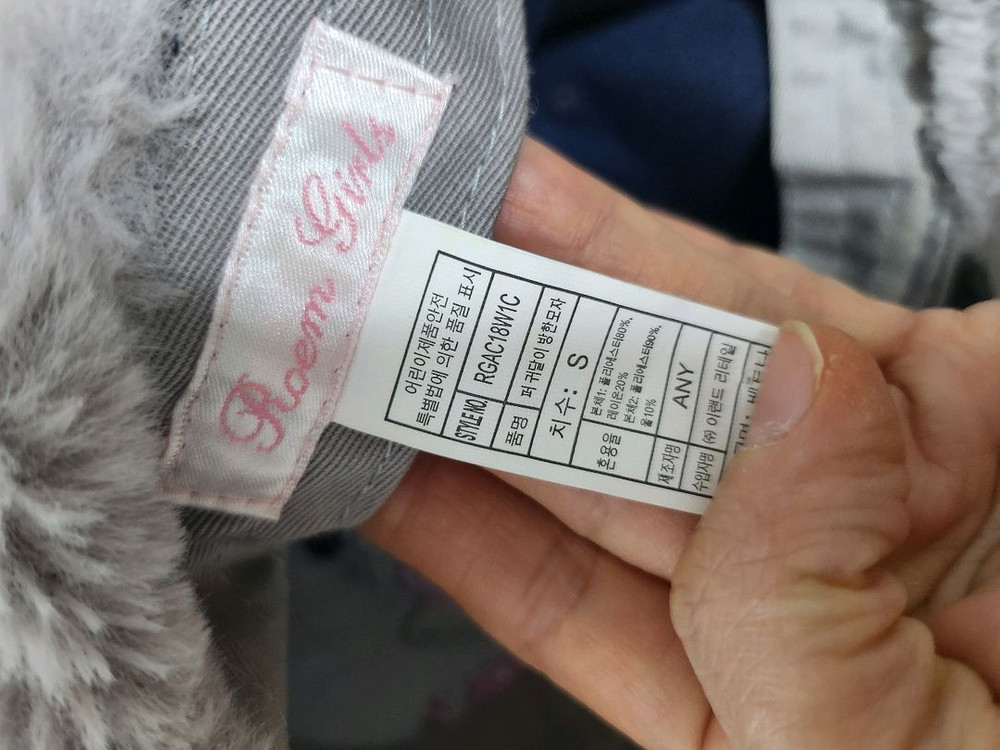 Roem Girls
어린이제품안전
특별법에 의한 품질 표시
STYLE NO. RGAC18W1C
품명 퍼 귀달이 방한모자
치수: S
혼용율 본체1: 폴리에스터80%,
레이온20%
본체2: 폴리에스터90%,
울10%
제조자명 ANY
수입자명 ㈜ 이랜드 리테일